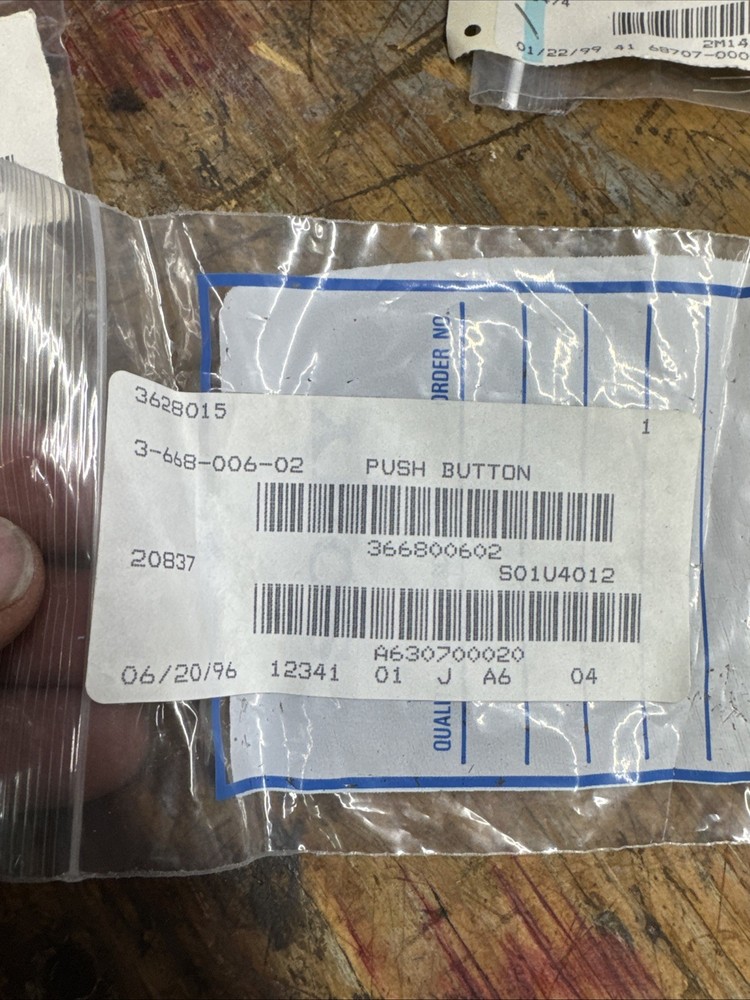 01/22/99 41 68707-000
2M14
ORDER NO.
3628015
1
3-668-006-02 PUSH BUTTON
366800602
20837
S01U4012
A630700020
06/20/96 12341 01 J A6 04